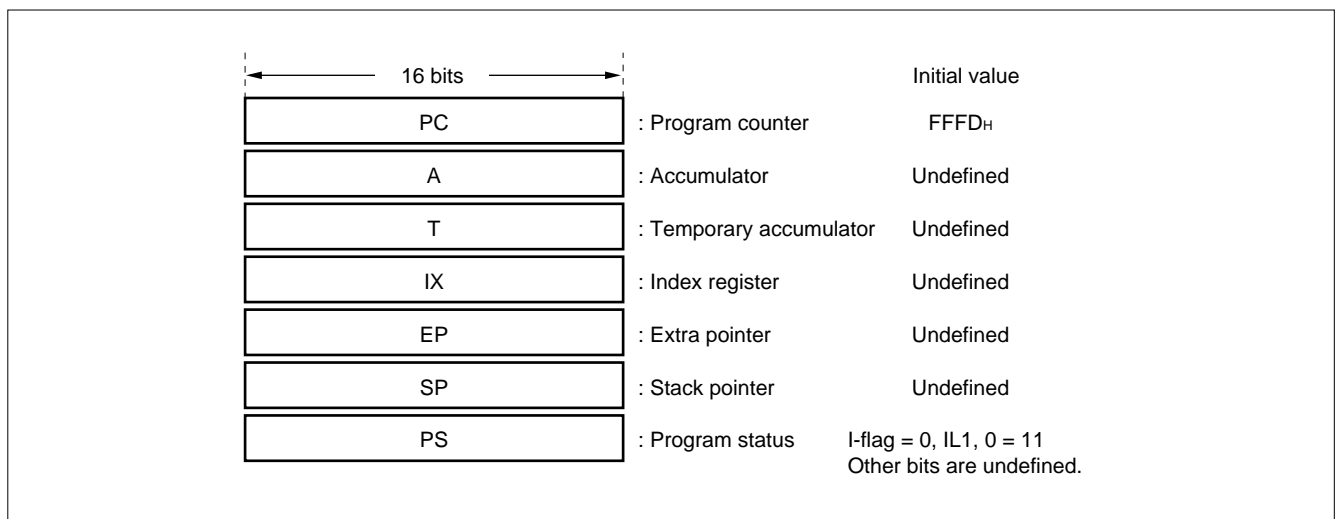 16 bits Initial value
PC : Program counter FFFDH
A : Accumulator Undefined
T : Temporary accumulator Undefined
IX : Index register Undefined
EP : Extra pointer Undefined
SP : Stack pointer Undefined
PS : Program status I-flag = 0, IL1, 0 = 11
Other bits are undefined.